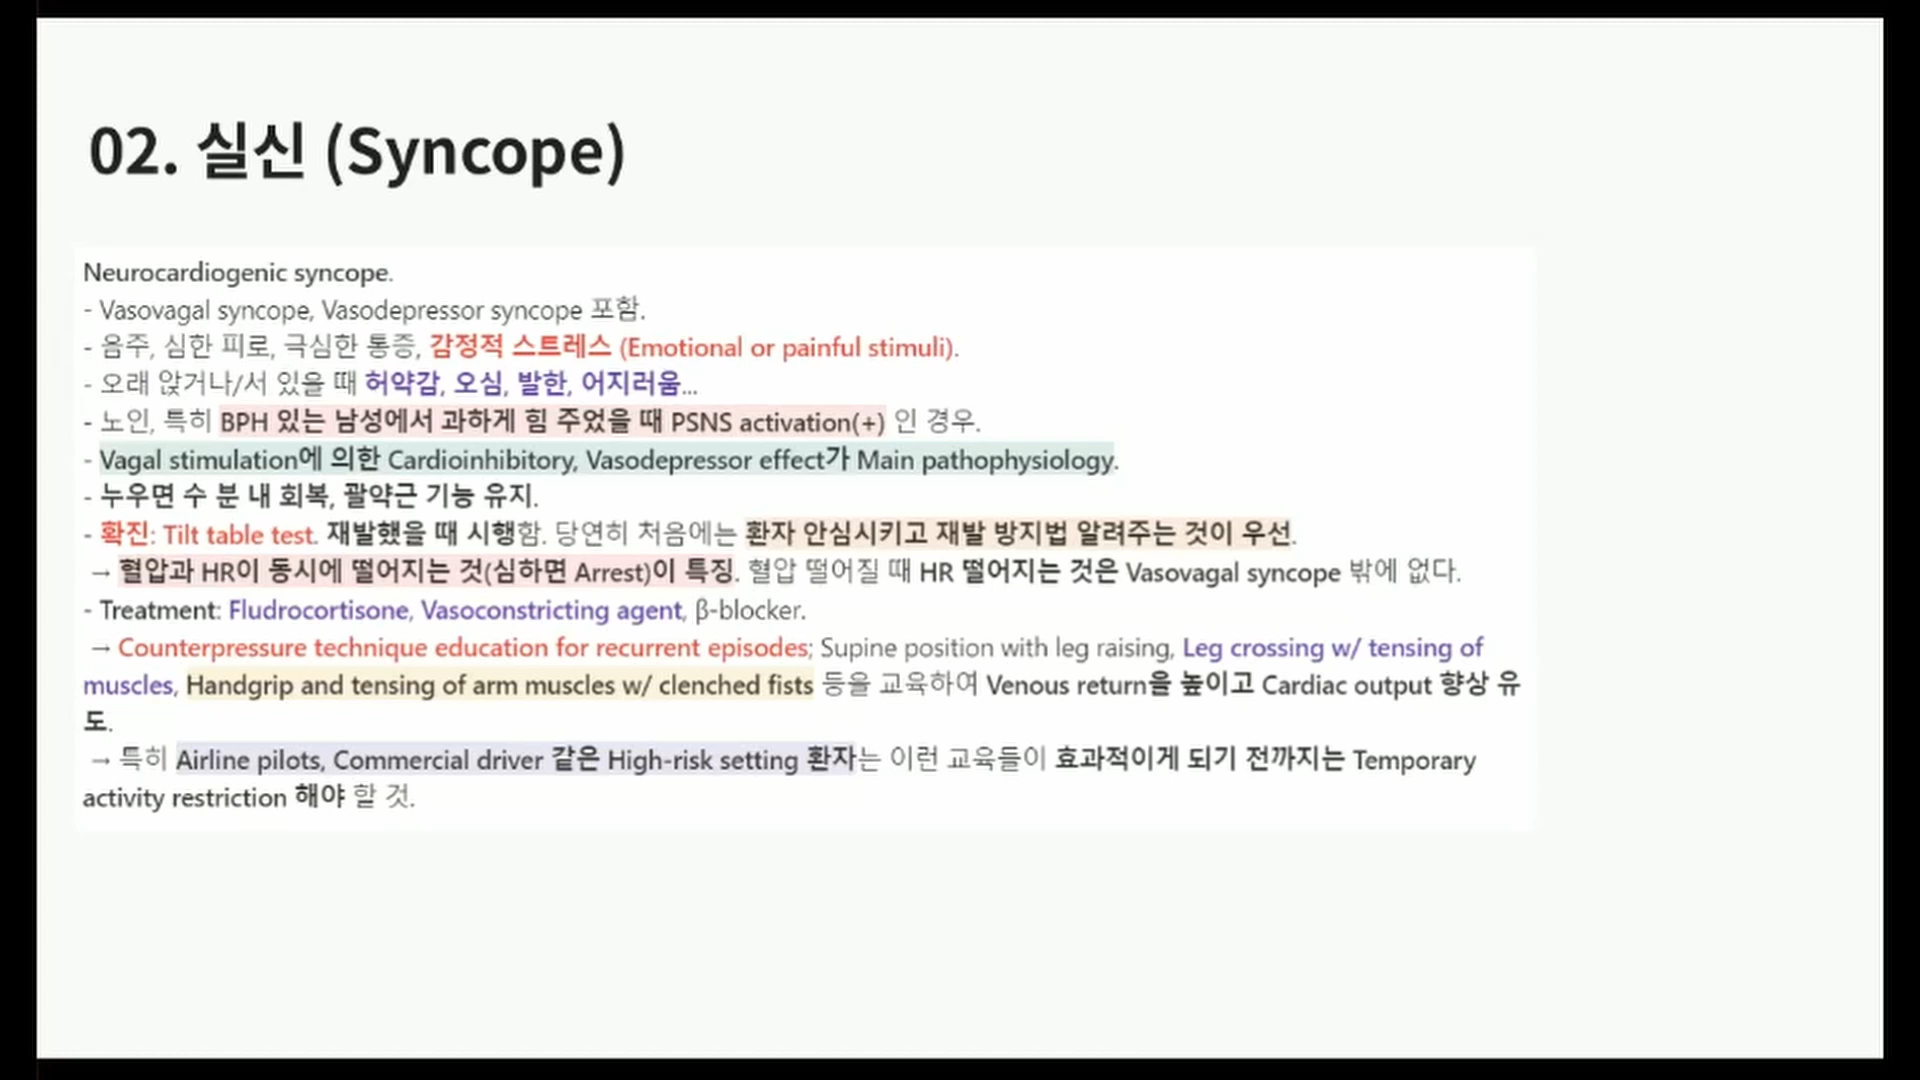 02. 실신 (Syncope)
Neurocardiogenic syncope.
- Vasovagal syncope, Vasodepressor syncope 포함.
- 음주, 심한 피로, 극심한 통증, 감정적 스트레스 (Emotional or painful stimuli).
- 오래 앉거나/서 있을 때 허약감, 오심, 발한, 어지러움...
- 노인, 특히 BPH 있는 남성에서 과하게 힘 주었을 때 PSNS activation(+) 인 경우.
- Vagal stimulation에 의한 Cardioinhibitory, Vasodepressor effect가 Main pathophysiology.
- 누우면 수 분 내 회복, 괄약근 기능 유지.
- 확진: Tilt table test. 재발했을 때 시행함. 당연히 처음에는 환자 안심시키고 재발 방지법 알려주는 것이 우선.
→ 혈압과 HR이 동시에 떨어지는 것(심하면 Arrest)이 특징. 혈압 떨어질 때 HR 떨어지는 것은 Vasovagal syncope 밖에 없다.
- Treatment: Fludrocortisone, Vasoconstricting agent, β-blocker.
→ Counterpressure technique education for recurrent episodes; Supine position with leg raising, Leg crossing w/ tensing of
muscles, Handgrip and tensing of arm muscles w/ clenched fists 등을 교육하여 Venous return을 높이고 Cardiac output 향상 유
도.
→ 특히 Airline pilots, Commercial driver 같은 High-risk setting 환자는 이런 교육들이 효과적이게 되기 전까지는 Temporary
activity restriction 해야 할 것.